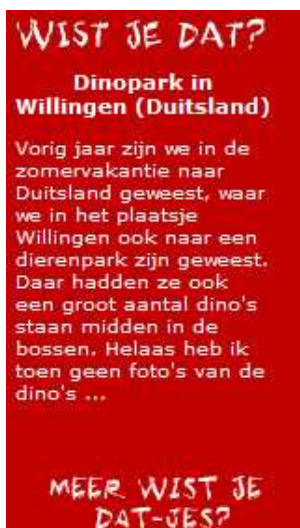 WIST JE DAT?
Dinopark in
Willingen (Duitsland)
Vorig jaar zijn we in de
zomervakantie naar
Duitsland geweest, waar
we in het plaatsje
Willingen ook naar een
dierenpark zijn geweest.
Daar hadden ze ook
een groot aantal dino's
staan midden in de
bossen. Helaas heb ik
toen geen foto's van de
dino's ...
MEER WIST JE
DAT-JES?